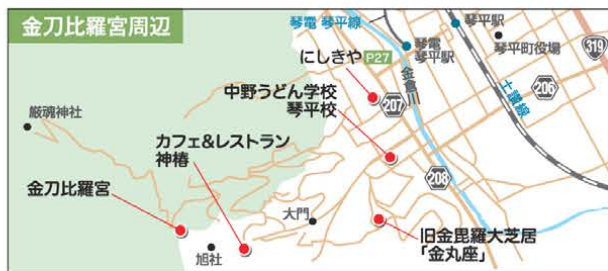 金刀比羅宮周辺
琴電 琴平線
琴平駅
琴電
琴平駅
琴平町役場
319
にしきや
P27
金倉川
中野うどん学校
琴平校
207
206
土讃線
厳魂神社
カフェ&レストラン
神椿
208
金刀比羅宮
大門
旭社
旧金毘羅大芝居
「金丸座」